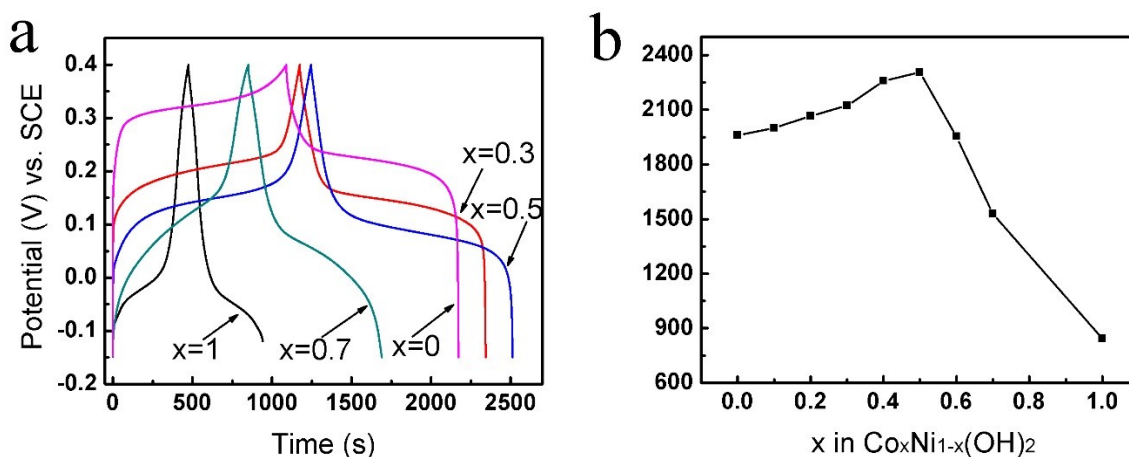 a
0.4
0.3
0.2
0.1
0.0
-0.1
-0.2
Potential (V) vs. SCE
x=0.3
x=0.5
x=1
x=0.7
x=0
0
500
1000
1500
2000
2500
Time (s)
b
2400
2100
1800
1500
1200
900
600
0.0
0.2
0.4
0.6
0.8
1.0
x in CoxNi1-x(OH)2